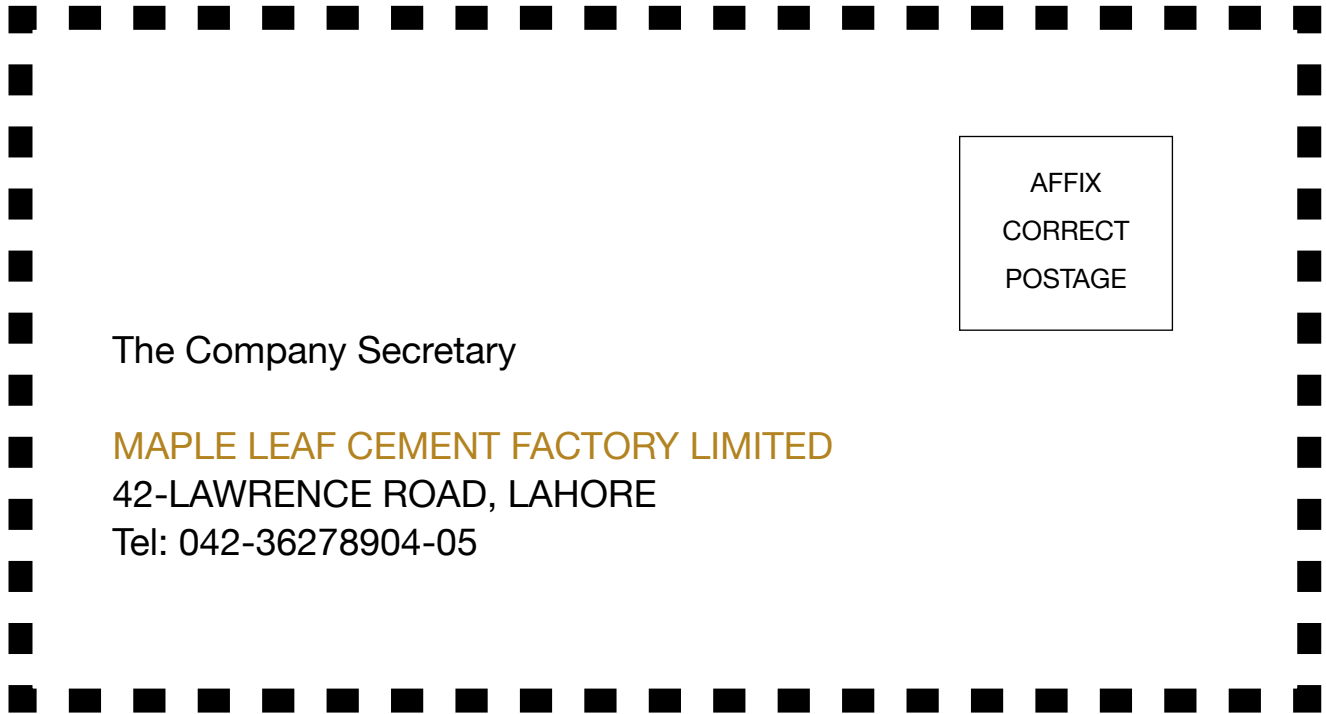 AFFIX
CORRECT
POSTAGE
The Company Secretary
MAPLE LEAF CEMENT FACTORY LIMITED
42-LAWRENCE ROAD, LAHORE
Tel: 042-36278904-05